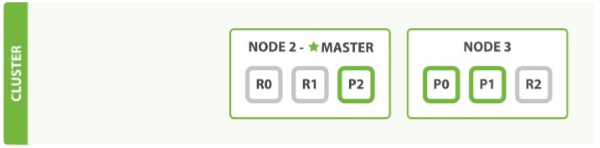 CLUSTER
NODE 2 - ★ MASTER
R0 R1 P2
NODE 3
P0 P1 R2